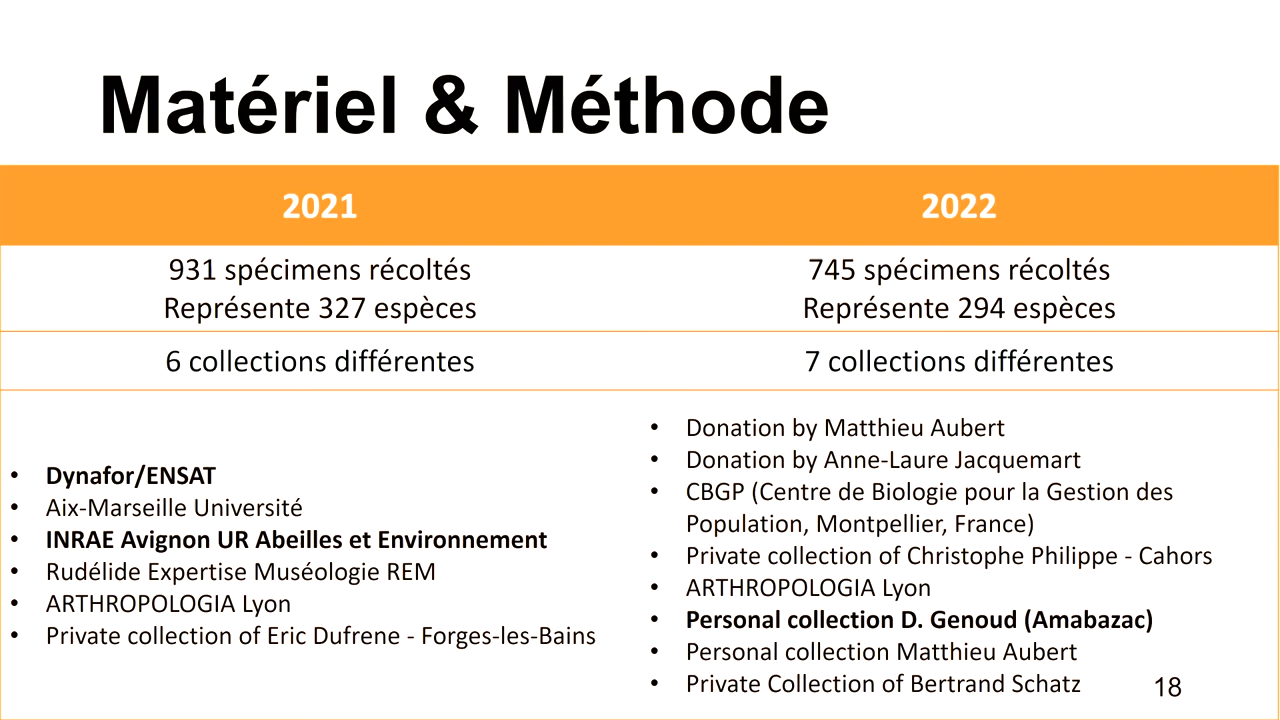 Matériel & Méthode
2021
2022
931 spécimens récoltés
Représente 327 espèces
745 spécimens récoltés
Représente 294 espèces
6 collections différentes
7 collections différentes
• Dynafor/ENSAT
• Aix-Marseille Université
• INRAE Avignon UR Abeilles et Environnement
• Rudélide Expertise Muséologie REM
• ARTHROPOLOGIA Lyon
• Private collection of Eric Dufrene - Forges-les-Bains
• Donation by Matthieu Aubert
• Donation by Anne-Laure Jacquemart
• CBGP (Centre de Biologie pour la Gestion des
Population, Montpellier, France)
• Private collection of Christophe Philippe - Cahors
• ARTHROPOLOGIA Lyon
• Personal collection D. Genoud (Amabazac)
• Personal collection Matthieu Aubert
• Private Collection of Bertrand Schatz
18